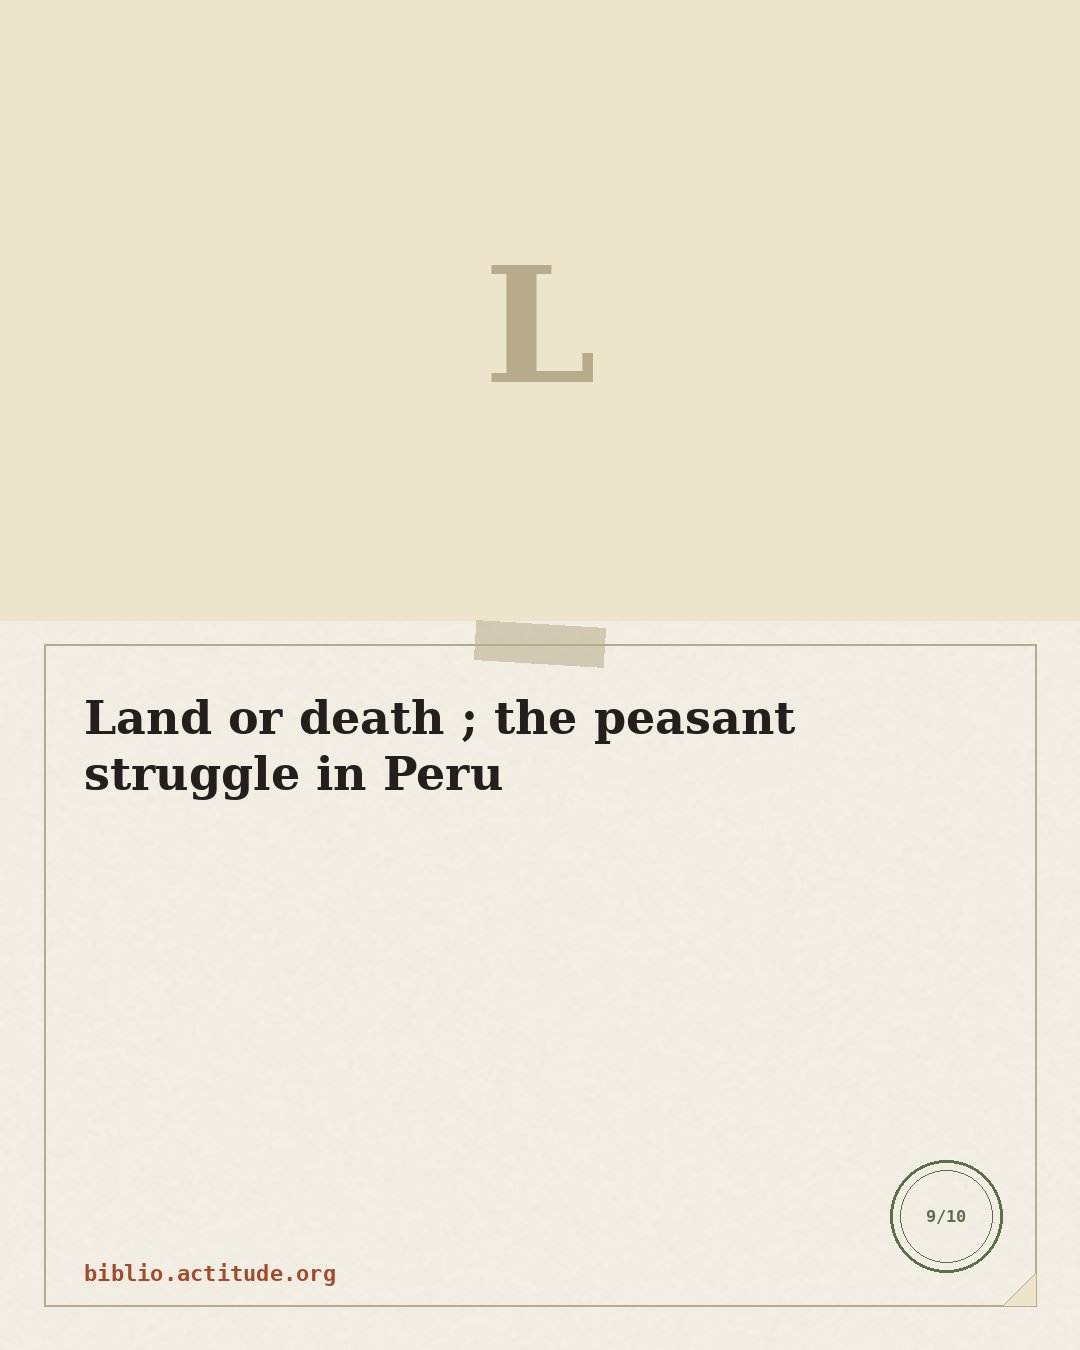 L
Land or death ; the peasant
struggle in Peru
9/10
biblio.actitude.org